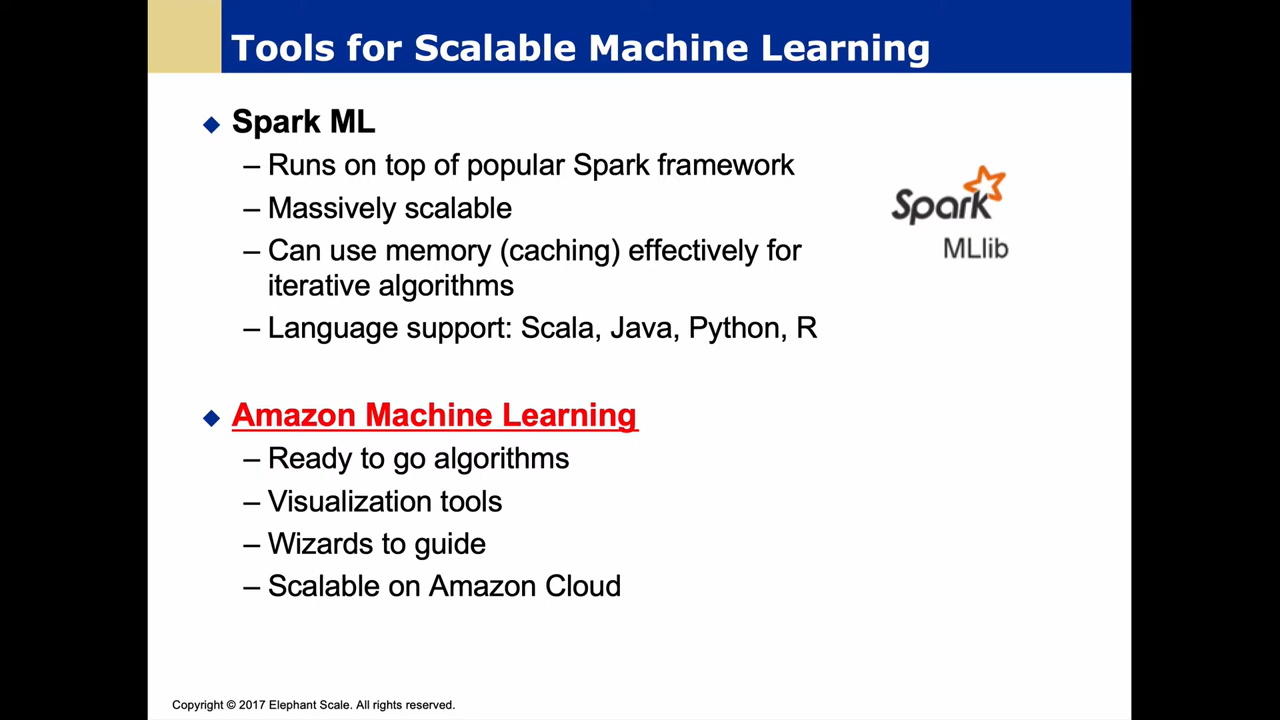 Tools for Scalable Machine Learning
Spark ML
– Runs on top of popular Spark framework
– Massively scalable
– Can use memory (caching) effectively for
iterative algorithms
– Language support: Scala, Java, Python, R
Spark
MLlib
Amazon Machine Learning
– Ready to go algorithms
– Visualization tools
– Wizards to guide
– Scalable on Amazon Cloud
Copyright © 2017 Elephant Scale. All rights reserved.